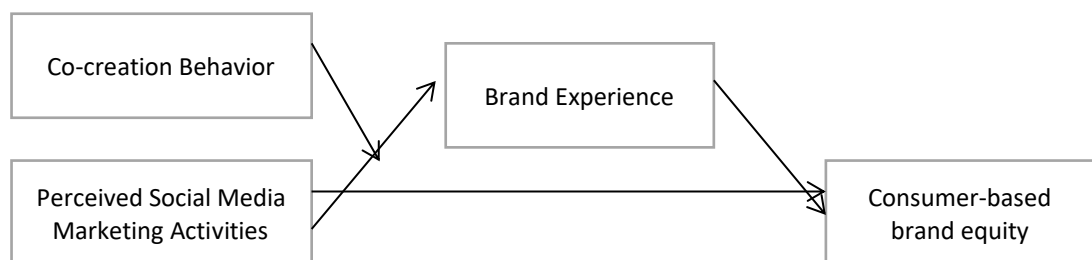 Co-creation Behavior
Brand Experience
Perceived Social Media
Marketing Activities
Consumer-based
brand equity